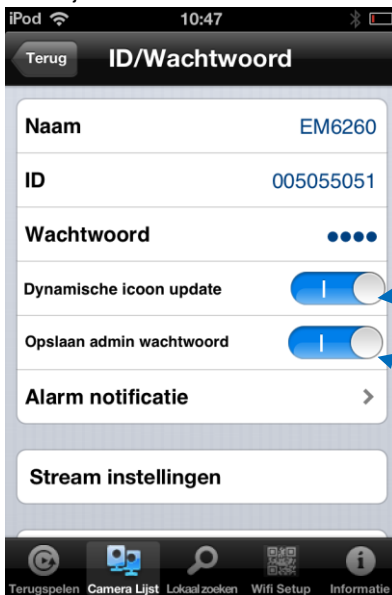 iPod 10:47
Terug ID/Wachtwoord
Naam EM6260
ID 005055051
Wachtwoord ••••
Dynamische icoon update
Opslaan admin wachtwoord
Alarm notificatie
Stream instellingen
Terugspelen Camera Lijst Lokaal zoeken Wifi Setup Informatie